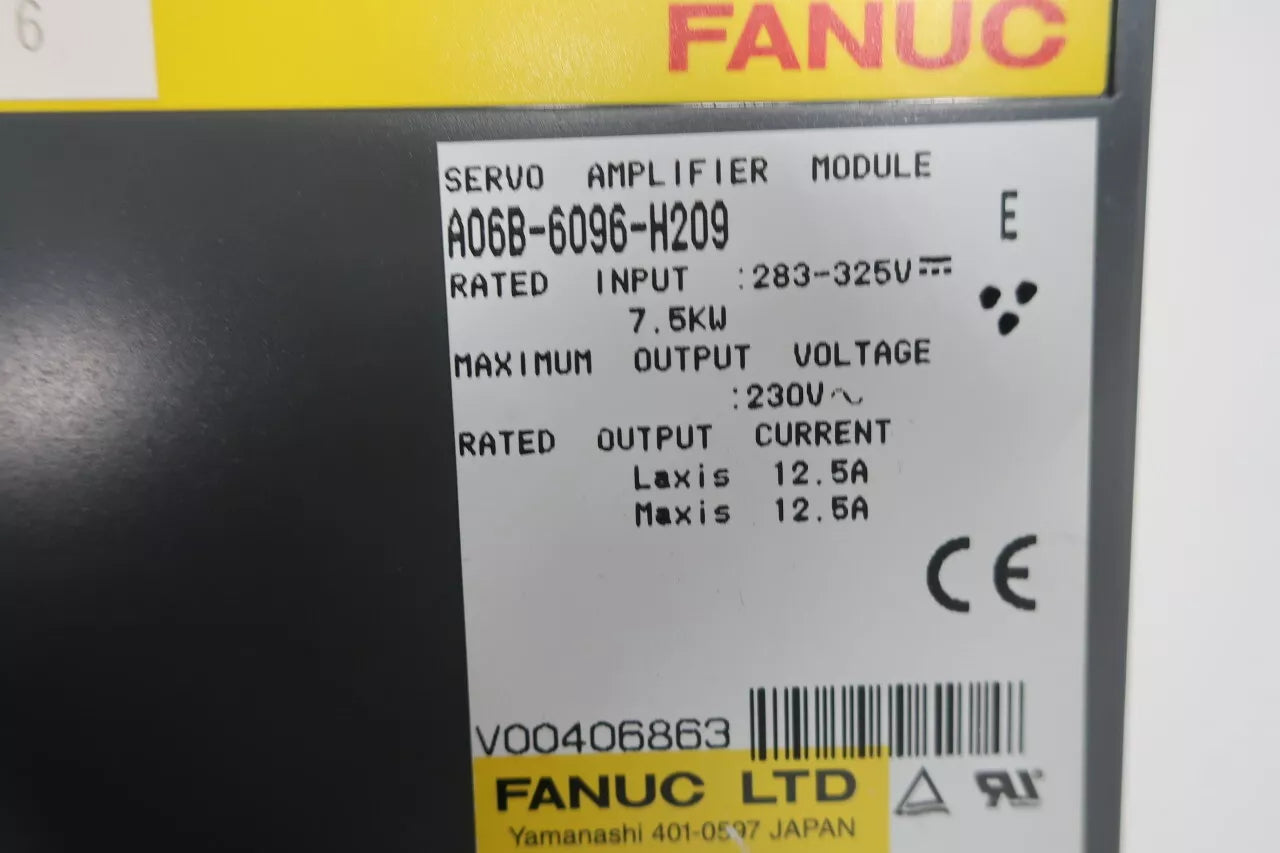 6
FANUC
SERVO AMPLIFIER MODULE
A06B-6096-H209
E
RATED INPUT :283-325V⎓
7.5KW
MAXIMUM OUTPUT VOLTAGE
:230V∿
RATED OUTPUT CURRENT
Laxis 12.5A
Maxis 12.5A
CE
V00406863
FANUC LTD
Yamanashi 401-0597 JAPAN